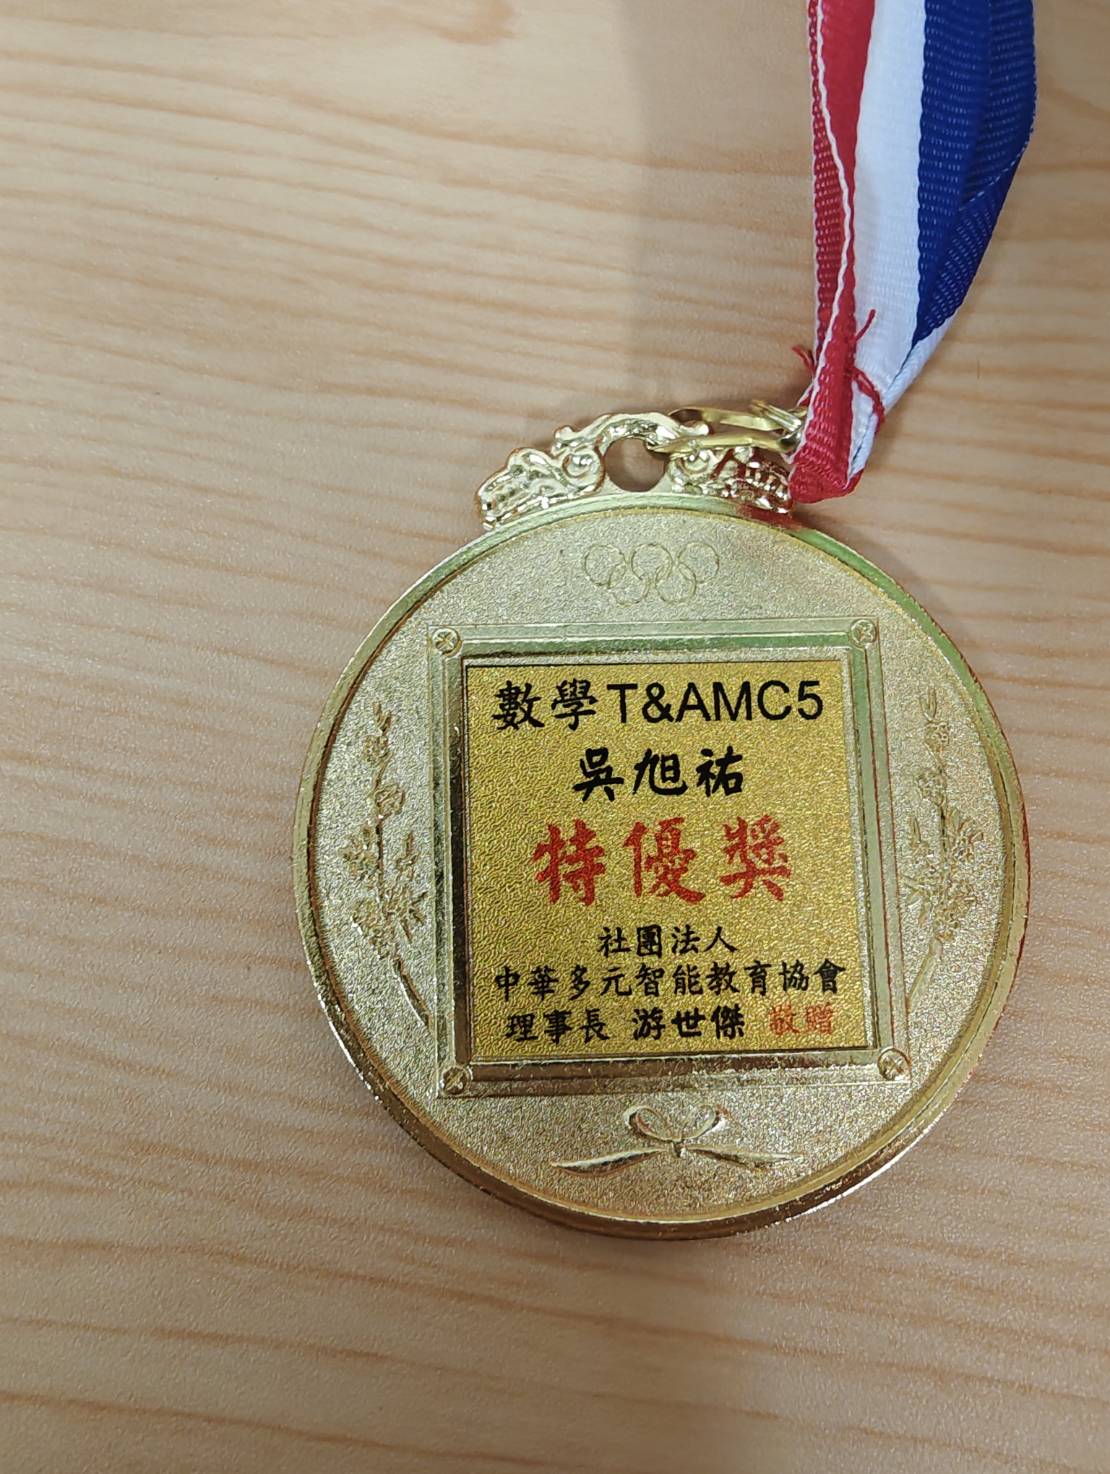 數學T&AMC5
吳旭祐
特優獎
社團法人
中華多元智能教育協會
理事長 游世傑 敬贈